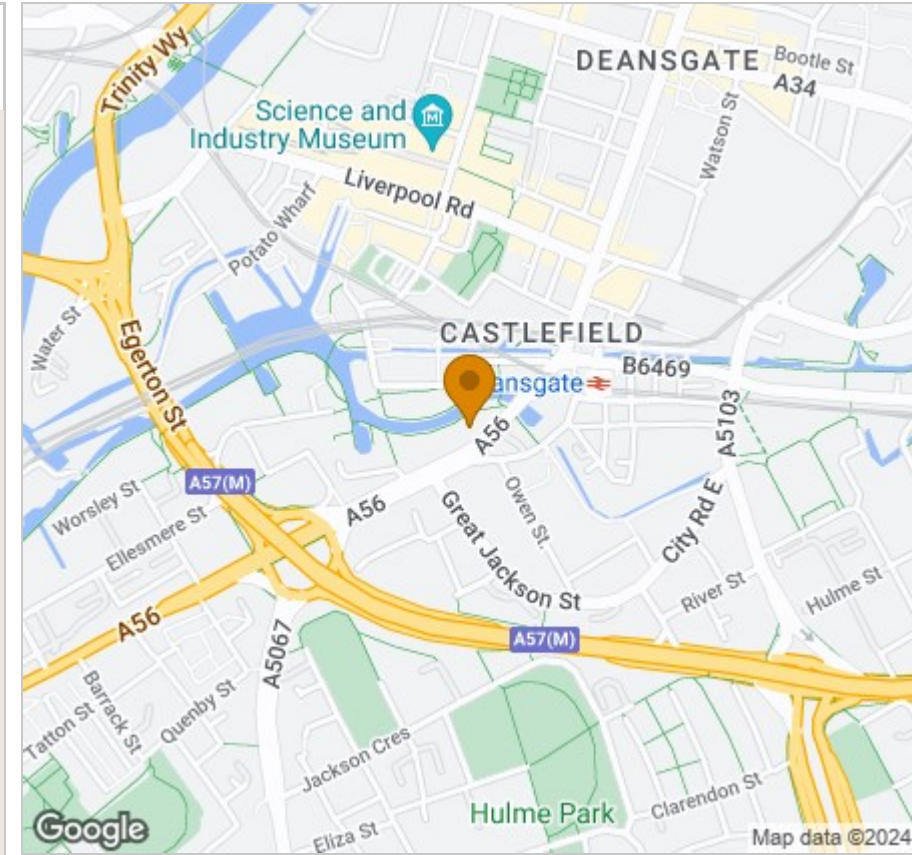 Trinity Wy
DEANSGATE
Bootle St
A34
Science and
Industry Museum
Watson St
Liverpool Rd
Potato Wharf
Water St
Egerton St
CASTLEFIELD
B6469
ansgate
A56
A5103
A57(M)
Worsley St
Ellesmere St
A56
Owen St.
Great Jackson St
City Rd E
River St
Hulme St
A56
A57(M)
A5067
Barrack St
Tatton St
Quenby St
Jackson Cres
Hulme Park
Clarendon St
Eliza St
Google
Map data ©2024